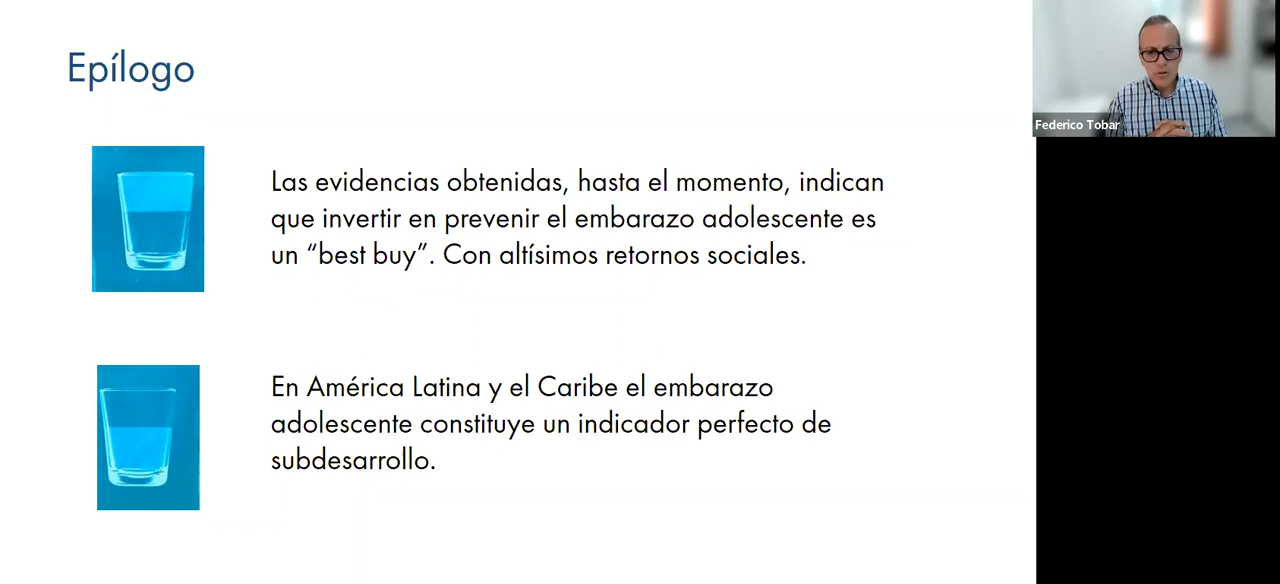 Epílogo
Las evidencias obtenidas, hasta el momento, indican
que invertir en prevenir el embarazo adolescente es
un “best buy”. Con altísimos retornos sociales.
En América Latina y el Caribe el embarazo
adolescente constituye un indicador perfecto de
subdesarrollo.
Federico Tobar